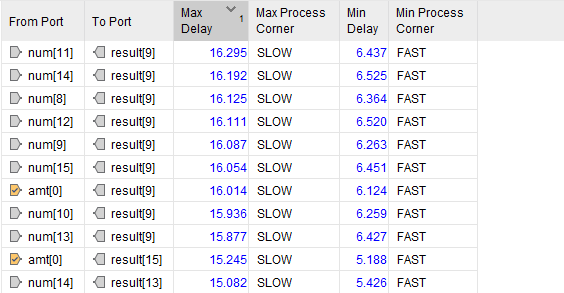 From Port To Port Max Delay 1 Max Process Corner Min Delay Min Process Corner
num[11] result[9] 16.295 SLOW 6.437 FAST
num[14] result[9] 16.192 SLOW 6.525 FAST
num[8] result[9] 16.125 SLOW 6.364 FAST
num[12] result[9] 16.111 SLOW 6.520 FAST
num[9] result[9] 16.087 SLOW 6.263 FAST
num[15] result[9] 16.054 SLOW 6.451 FAST
amt[0] result[9] 16.014 SLOW 6.124 FAST
num[10] result[9] 15.936 SLOW 6.259 FAST
num[13] result[9] 15.877 SLOW 6.427 FAST
amt[0] result[15] 15.245 SLOW 5.188 FAST
num[14] result[13] 15.082 SLOW 5.426 FAST